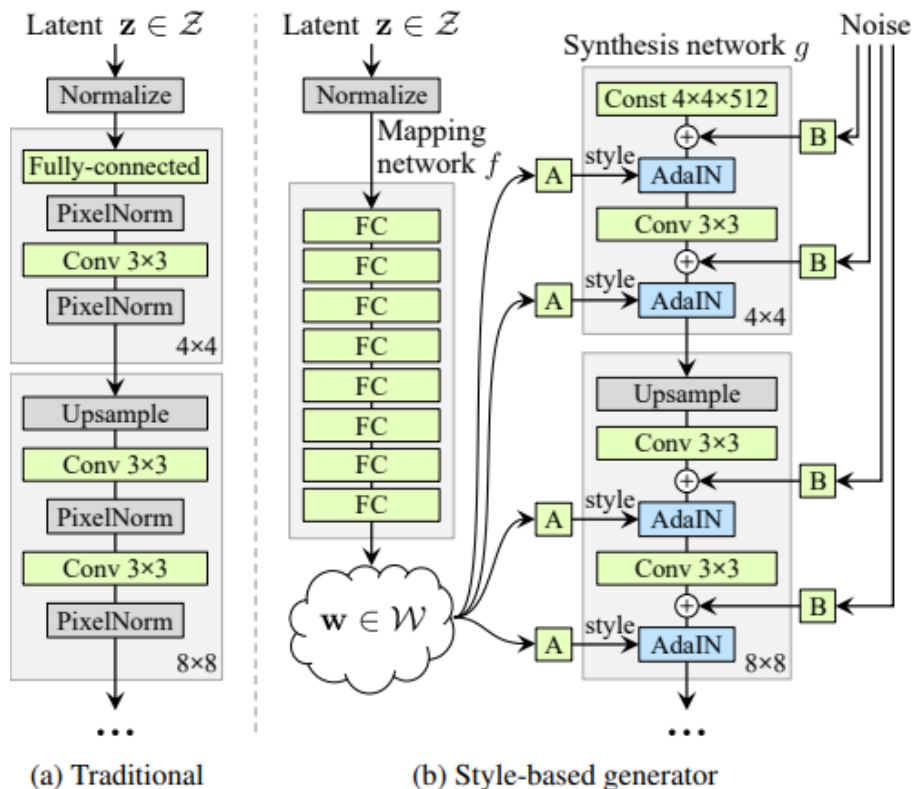 Latent z ∈ Z
Normalize
Fully-connected
PixelNorm
Conv 3×3
PixelNorm
4×4
Upsample
Conv 3×3
PixelNorm
Conv 3×3
PixelNorm
8×8
...
(a) Traditional
Latent z ∈ Z
Normalize
Mapping
network f
FC
FC
FC
FC
FC
FC
FC
FC
w ∈ W
A
style
A
style
A
style
A
style
Synthesis network g
Const 4×4×512
+
AdaIN
Conv 3×3
+
AdaIN
4×4
Upsample
Conv 3×3
+
AdaIN
Conv 3×3
+
AdaIN
8×8
...
Noise
B
B
B
B
(b) Style-based generator